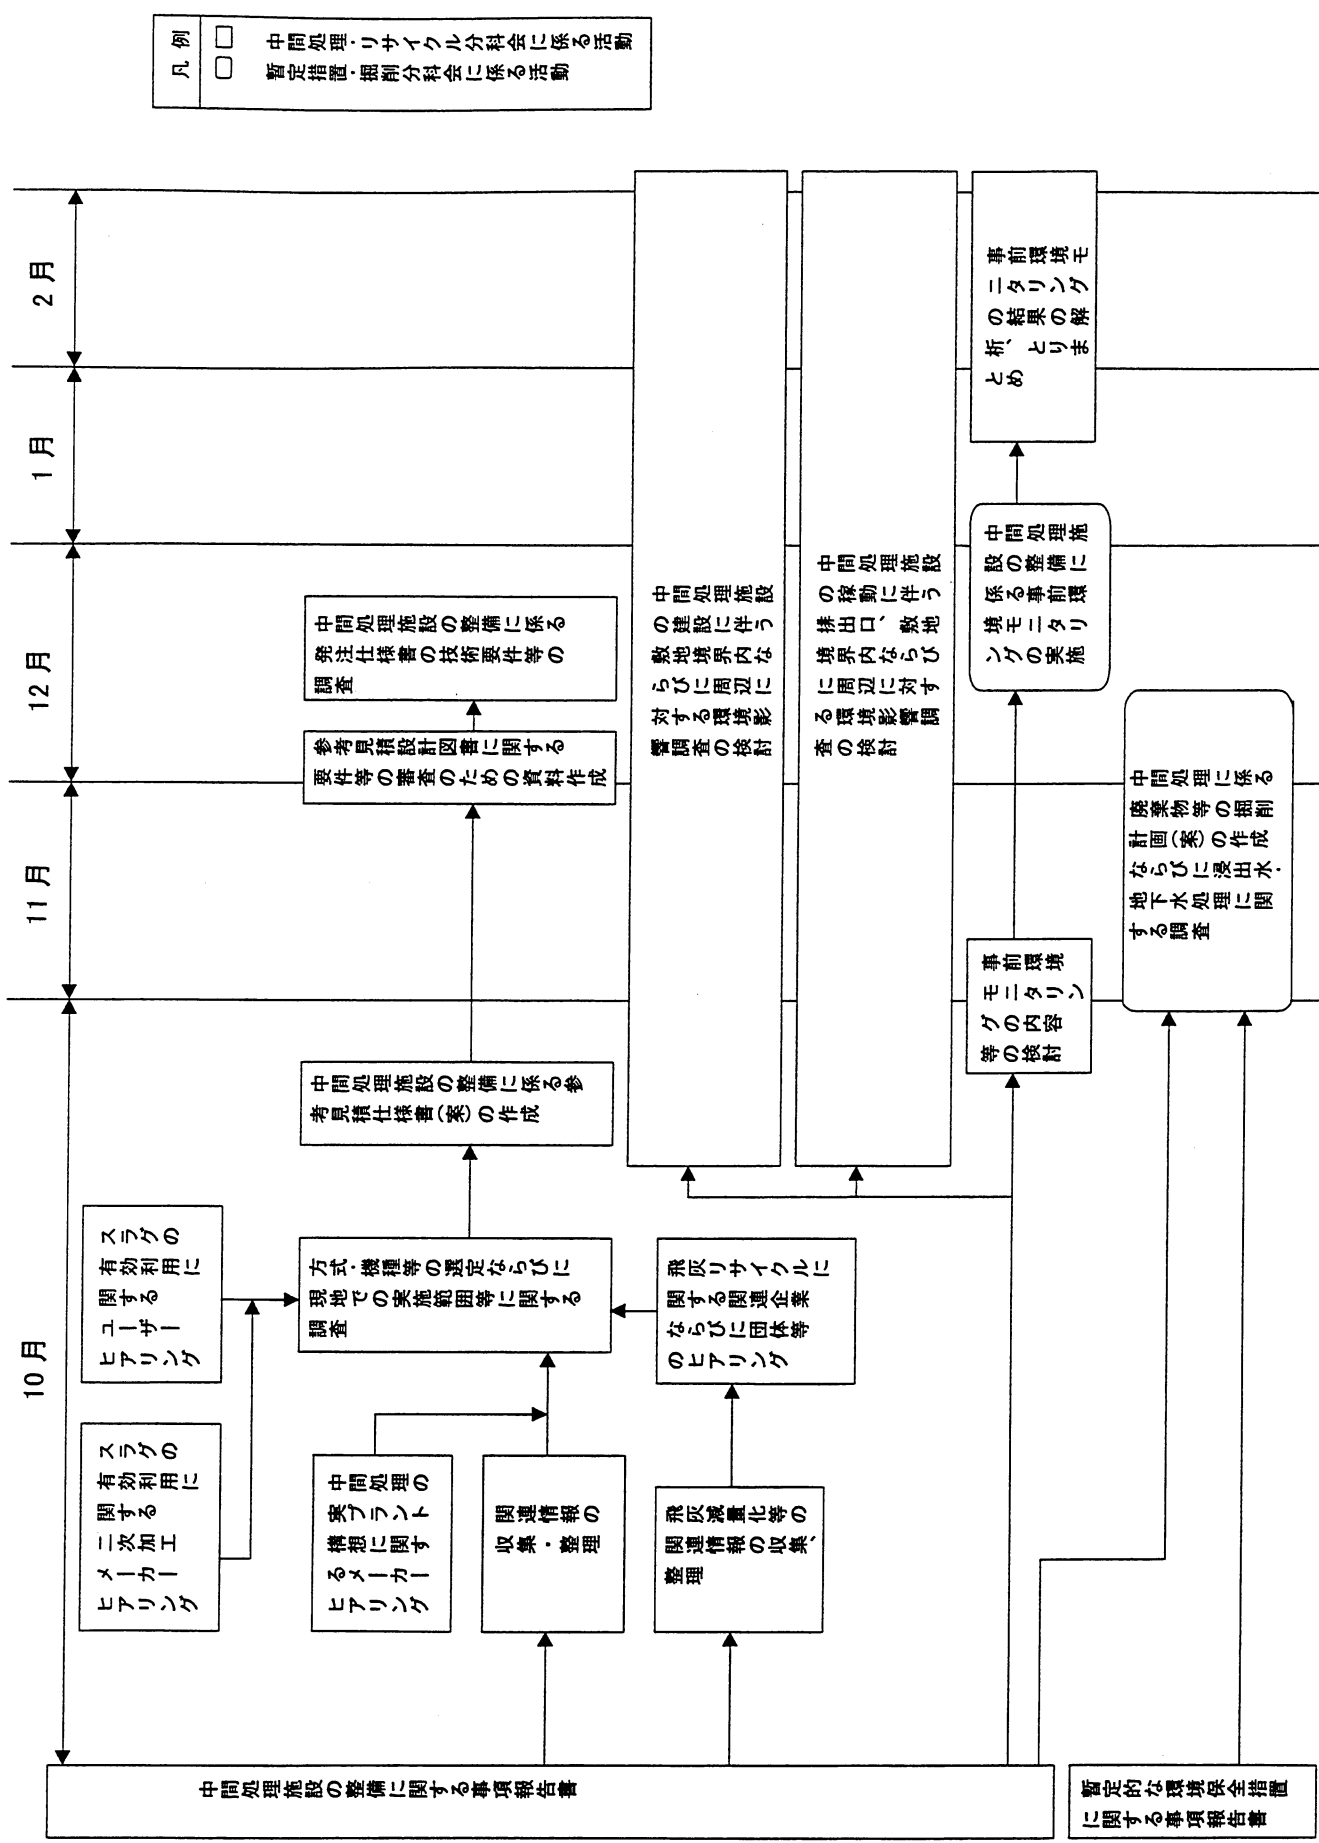 凡 例
中間処理・リサイクル分科会に係る活動
暫定措置・掘削分科会に係る活動
10月
11月
12月
1月
2月
中間処理施設の整備に関する事項報告書
暫定的な環境保全措置
に関する事項報告書
スラグの
有効利用に
関する
二次加工
メーカー
ヒアリング
スラグの
有効利用に
関する
ユーザー
ヒアリング
中間処理の
実プラント
構想に関す
るメーカー
ヒアリング
関連情報の
収集・整理
飛灰減量化等の
関連情報の収集、
整理
方式・機種等の選定ならびに
現地での実施範囲等に関する
調査
飛灰リサイクルに
関する関連企業
ならびに団体等
のヒアリング
中間処理施設の整備に係る参
考見積仕様書(案)の作成
参考見積設計図書に関する
要件等の審査のための資料作成
中間処理施設の整備に係る
発注仕様書の技術要件等の
調査
中間処理施設
の建設に伴う
敷地境界内な
らびに周辺に
対する環境影
響調査の検討
中間処理施設
の稼動に伴う
排出口、敷地
境界内ならび
に周辺に対す
る環境影響調
査の検討
事前環境
モニタリン
グの内容
等の検討
中間処理施
設の整備に
係る事前環
境モニタリ
ングの実施
事前環境モ
ニタリング
の結果の解
析、とりま
とめ
中間処理に係る
廃棄物等の掘削
計画(案)の作成
ならびに浸出水・
地下水処理に関
する調査